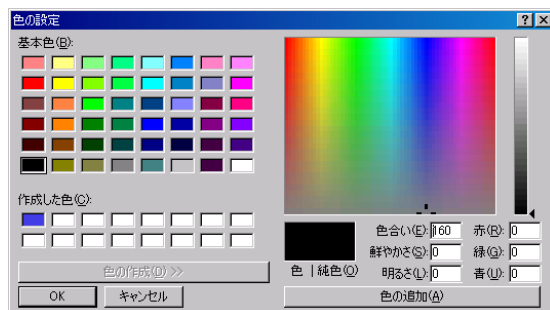 色の設定
基本色(B):
作成した色(C):
色の作成(D) >>
OK
キャンセル
色 | 純色(O)
色合い(E): 160
鮮やかさ(S): 0
明るさ(L): 0
赤(R): 0
緑(G): 0
青(U): 0
色の追加(A)